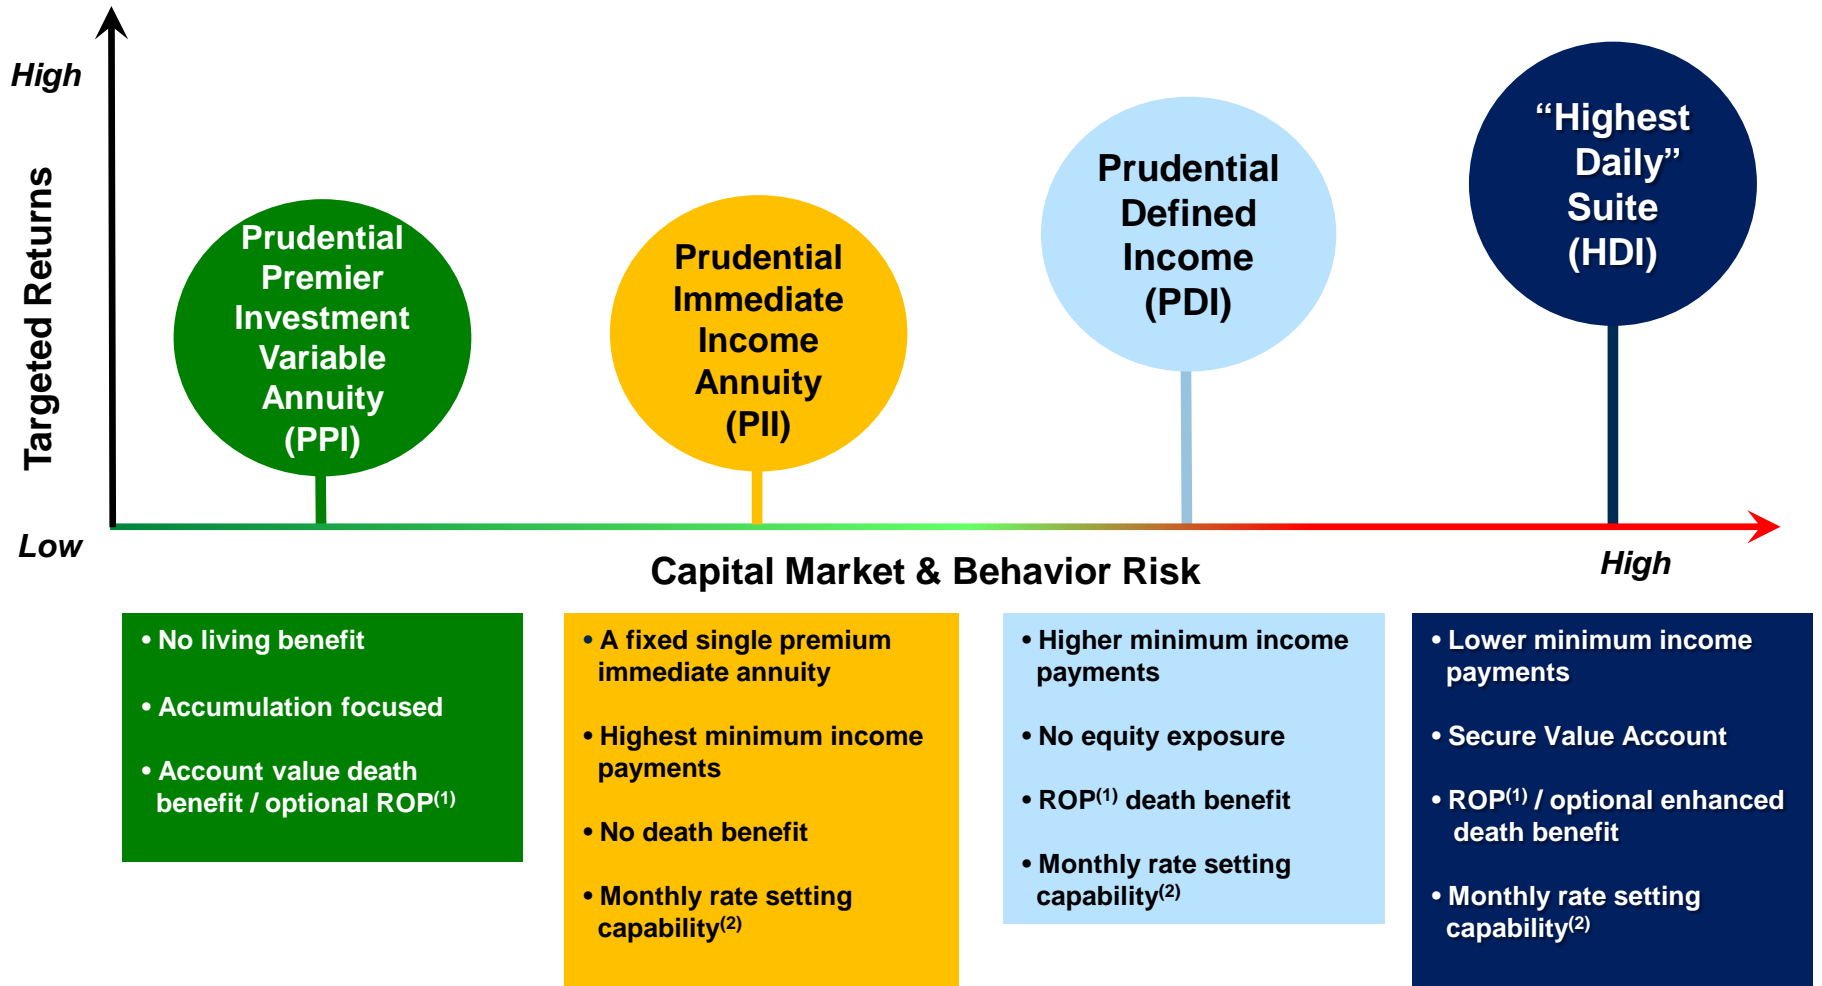 High
Targeted Returns
Low
Prudential
Premier
Investment
Variable
Annuity
(PPI)
Prudential
Immediate
Income
Annuity
(PII)
Prudential
Defined
Income
(PDI)
“Highest
Daily”
Suite
(HDI)
Capital Market & Behavior Risk
High
• No living benefit
• Accumulation focused
• Account value death
benefit / optional ROP(1)
• A fixed single premium
immediate annuity
• Highest minimum income
payments
• No death benefit
• Monthly rate setting
capability(2)
• Higher minimum income
payments
• No equity exposure
• ROP(1) death benefit
• Monthly rate setting
capability(2)
• Lower minimum income
payments
• Secure Value Account
• ROP(1) / optional enhanced
death benefit
• Monthly rate setting
capability(2)